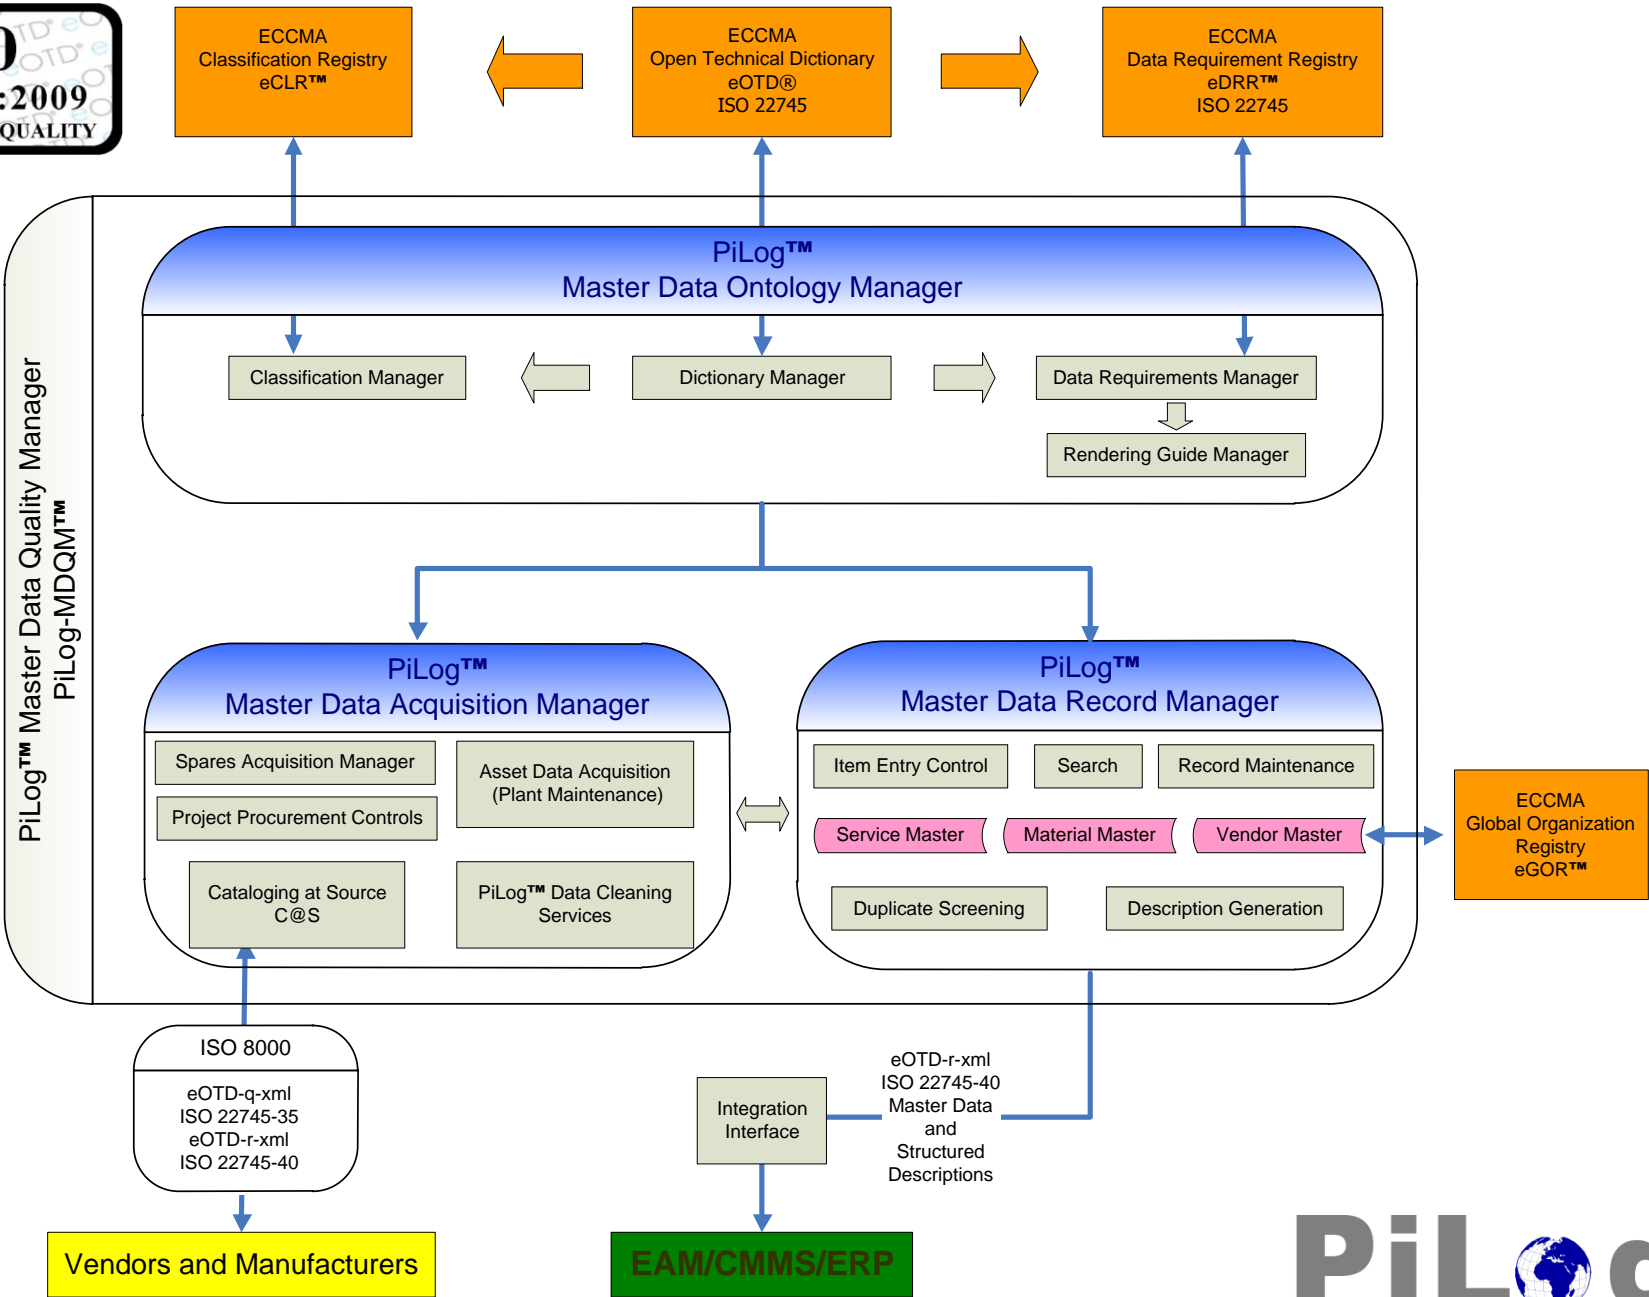 :2009
QUALITY
ECCMA
Classification Registry
eCLR™
ECCMA
Open Technical Dictionary
eOTD®
ISO 22745
ECCMA
Data Requirement Registry
eDRR™
ISO 22745
PiLog™ Master Data Quality Manager
PiLog-MDQM™
PiLog™
Master Data Ontology Manager
Classification Manager
Dictionary Manager
Data Requirements Manager
Rendering Guide Manager
PiLog™
Master Data Acquisition Manager
Spares Acquisition Manager
Asset Data Acquisition
(Plant Maintenance)
Project Procurement Controls
Cataloging at Source
C@S
PiLog™ Data Cleaning
Services
PiLog™
Master Data Record Manager
Item Entry Control
Search
Record Maintenance
Service Master
Material Master
Vendor Master
Duplicate Screening
Description Generation
ECCMA
Global Organization
Registry
eGOR™
ISO 8000
eOTD-q-xml
ISO 22745-35
eOTD-r-xml
ISO 22745-40
Integration
Interface
eOTD-r-xml
ISO 22745-40
Master Data
and
Structured
Descriptions
Vendors and Manufacturers
EAM/CMMS/ERP
PiLog